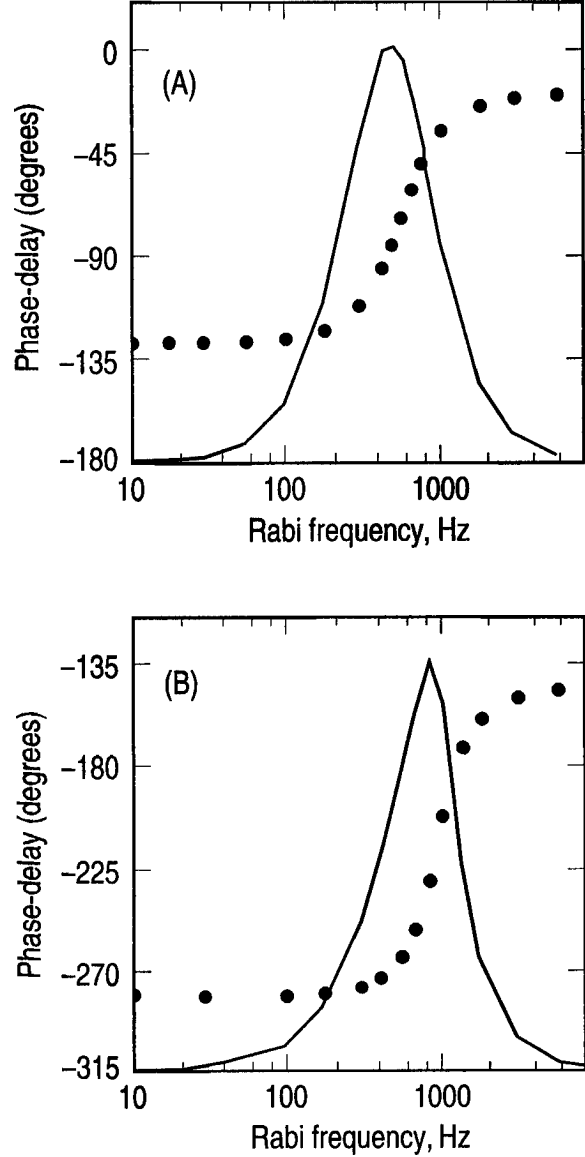 0
(A)
−45
−90
−135
−180
Phase-delay (degrees)
10
100
1000
Rabi frequency, Hz
−135
(B)
−180
−225
−270
−315
Phase-delay (degrees)
10
100
1000
Rabi frequency, Hz